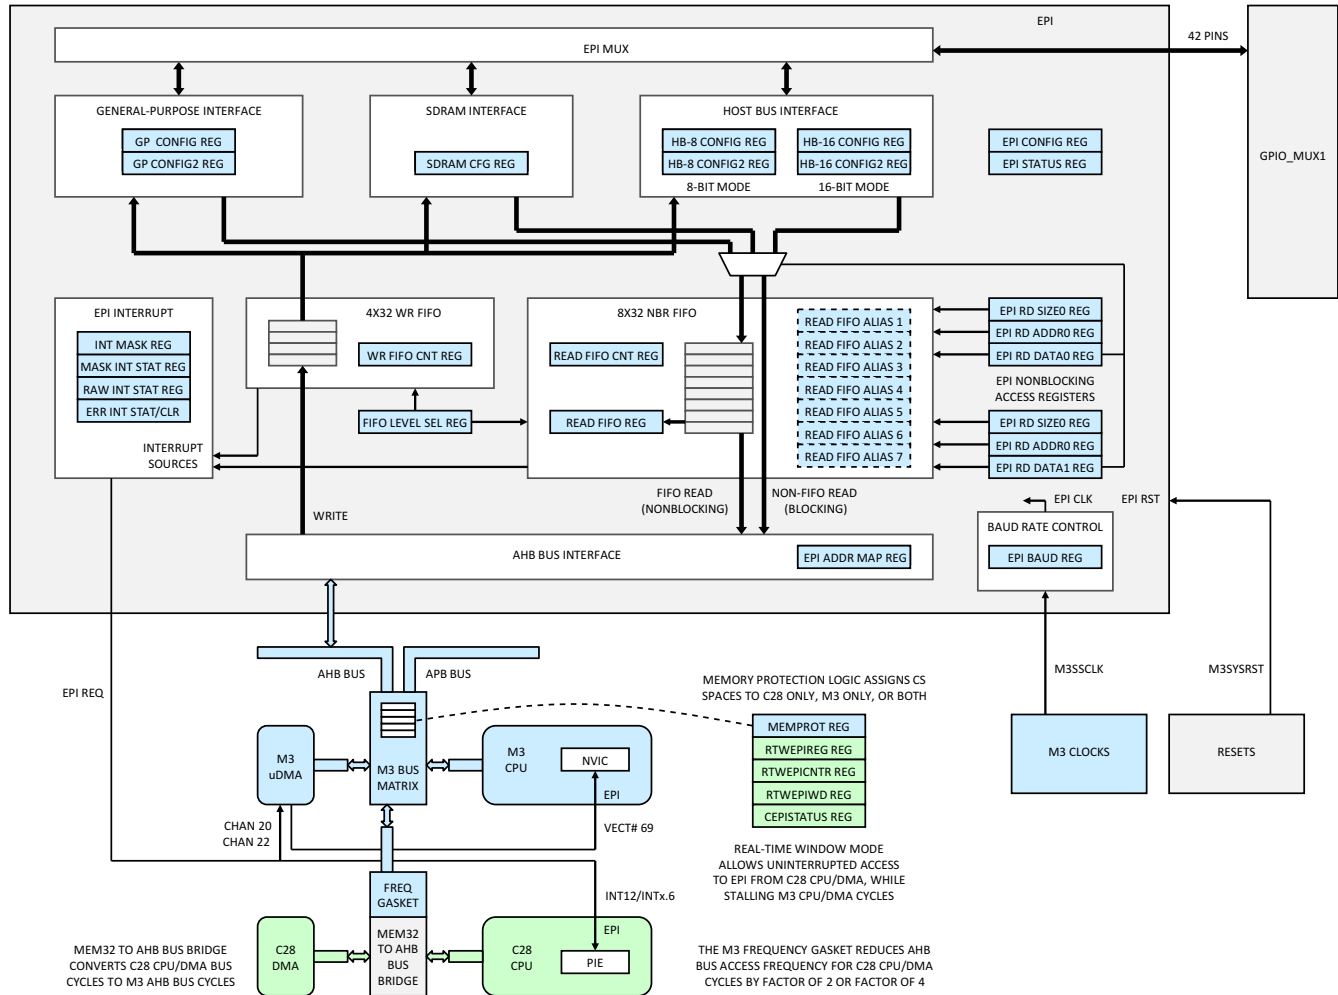 EPI
42 PINS
EPI MUX
GENERAL-PURPOSE INTERFACE
GP CONFIG REG
GP CONFIG2 REG
SDRAM INTERFACE
SDRAM CFG REG
HOST BUS INTERFACE
HB-8 CONFIG REG
HB-8 CONFIG2 REG
8-BIT MODE
HB-16 CONFIG REG
HB-16 CONFIG2 REG
16-BIT MODE
EPI CONFIG REG
EPI STATUS REG
GPIO_MUX1
EPI INTERRUPT
INT MASK REG
MASK INT STAT REG
RAW INT STAT REG
ERR INT STAT/CLR
INTERRUPT
SOURCES
4X32 WR FIFO
WR FIFO CNT REG
FIFO LEVEL SEL REG
8X32 NBR FIFO
READ FIFO CNT REG
READ FIFO REG
READ FIFO ALIAS 1
READ FIFO ALIAS 2
READ FIFO ALIAS 3
READ FIFO ALIAS 4
READ FIFO ALIAS 5
READ FIFO ALIAS 6
READ FIFO ALIAS 7
EPI RD SIZE0 REG
EPI RD ADDR0 REG
EPI RD DATA0 REG
EPI NONBLOCKING
ACCESS REGISTERS
EPI RD SIZE0 REG
EPI RD ADDR0 REG
EPI RD DATA1 REG
WRITE
FIFO READ
(NONBLOCKING)
NON-FIFO READ
(BLOCKING)
EPI CLK
EPI RST
BAUD RATE CONTROL
EPI BAUD REG
AHB BUS INTERFACE
EPI ADDR MAP REG
AHB BUS
APB BUS
EPI REQ
M3SSCLK
M3SYSRST
MEMORY PROTECTION LOGIC ASSIGNS CS
SPACES TO C28 ONLY, M3 ONLY, OR BOTH
MEMPROT REG
RTWEPIREG REG
RTWEPICNTR REG
RTWEPIWD REG
CEPISTATUS REG
M3 CLOCKS
RESETS
M3
uDMA
M3 BUS
MATRIX
M3
CPU
NVIC
EPI
CHAN 20
CHAN 22
VECT# 69
REAL-TIME WINDOW MODE
ALLOWS UNINTERRUPTED ACCESS
TO EPI FROM C28 CPU/DMA, WHILE
STALLING M3 CPU/DMA CYCLES
FREQ
GASKET
INT12/INTx.6
MEM32 TO AHB BUS BRIDGE
CONVERTS C28 CPU/DMA BUS
CYCLES TO M3 AHB BUS CYCLES
C28
DMA
MEM32
TO AHB
BUS
BRIDGE
C28
CPU
EPI
PIE
THE M3 FREQUENCY GASKET REDUCES AHB
BUS ACCESS FREQUENCY FOR C28 CPU/DMA
CYCLES BY FACTOR OF 2 OR FACTOR OF 4